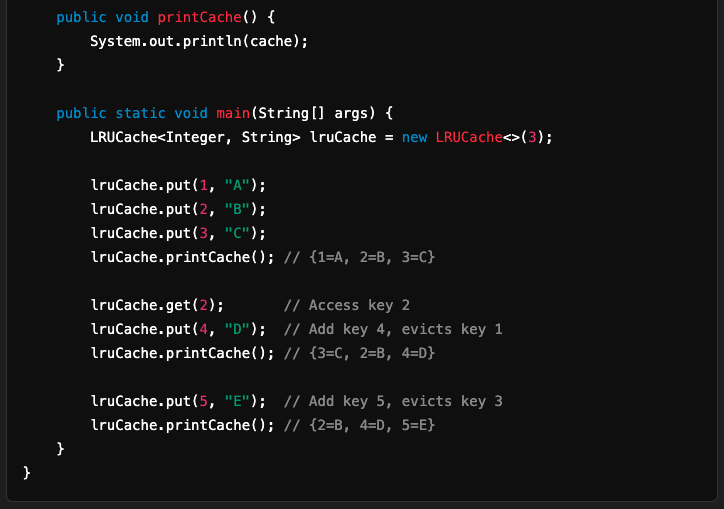 public void printCache() {
System.out.println(cache);
}
public static void main(String[] args) {
LRUCache<Integer, String> lruCache = new LRUCache<>(3);
lruCache.put(1, "A");
lruCache.put(2, "B");
lruCache.put(3, "C");
lruCache.printCache(); // {1=A, 2=B, 3=C}
lruCache.get(2);       // Access key 2
lruCache.put(4, "D");  // Add key 4, evicts key 1
lruCache.printCache(); // {3=C, 2=B, 4=D}
lruCache.put(5, "E");  // Add key 5, evicts key 3
lruCache.printCache(); // {2=B, 4=D, 5=E}
}
}